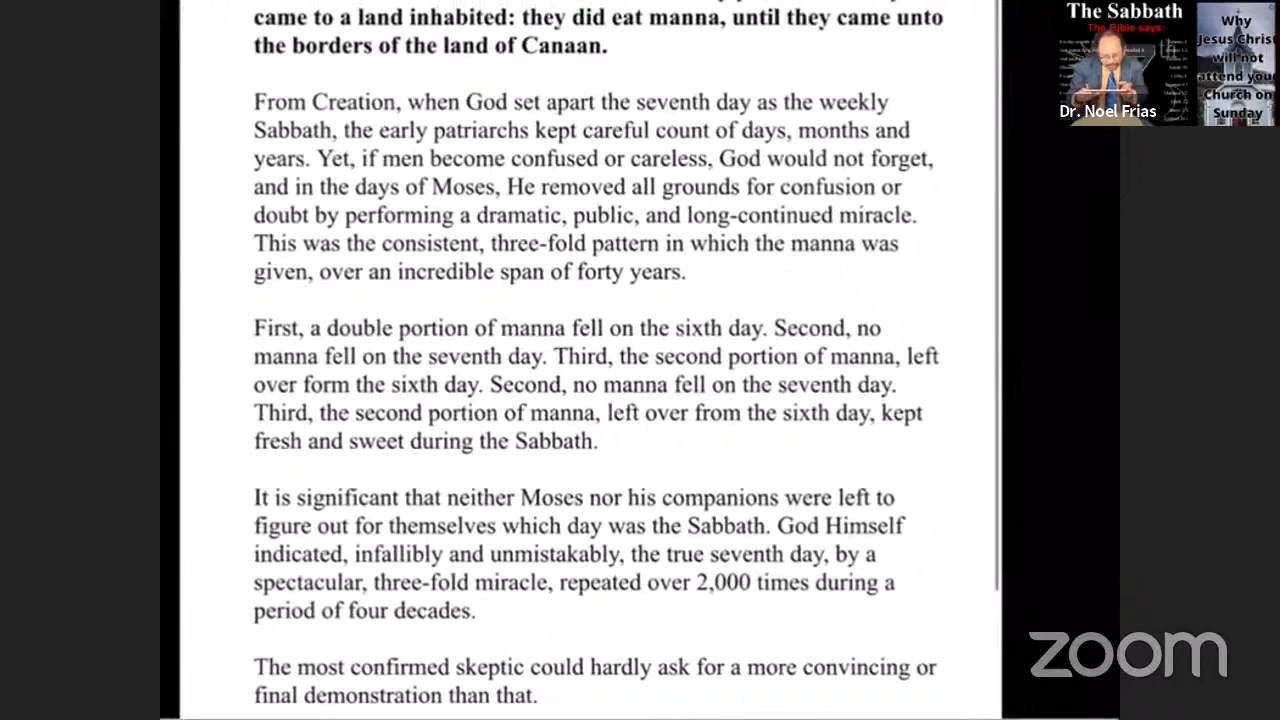 came to a land inhabited: they did eat manna, until they came unto
the borders of the land of Canaan.
From Creation, when God set apart the seventh day as the weekly
Sabbath, the early patriarchs kept careful count of days, months and
years. Yet, if men become confused or careless, God would not forget,
and in the days of Moses, He removed all grounds for confusion or
doubt by performing a dramatic, public, and long-continued miracle.
This was the consistent, three-fold pattern in which the manna was
given, over an incredible span of forty years.
First, a double portion of manna fell on the sixth day. Second, no
manna fell on the seventh day. Third, the second portion of manna, left
over form the sixth day. Second, no manna fell on the seventh day.
Third, the second portion of manna, left over from the sixth day, kept
fresh and sweet during the Sabbath.
It is significant that neither Moses nor his companions were left to
figure out for themselves which day was the Sabbath. God Himself
indicated, infallibly and unmistakably, the true seventh day, by a
spectacular, three-fold miracle, repeated over 2,000 times during a
period of four decades.
The most confirmed skeptic could hardly ask for a more convincing or
final demonstration than that.
The Sabbath
The Bible says:
Dr. Noel Frias
Why
Jesus Christ
will not
attend you
Church on
Sunday
zoom